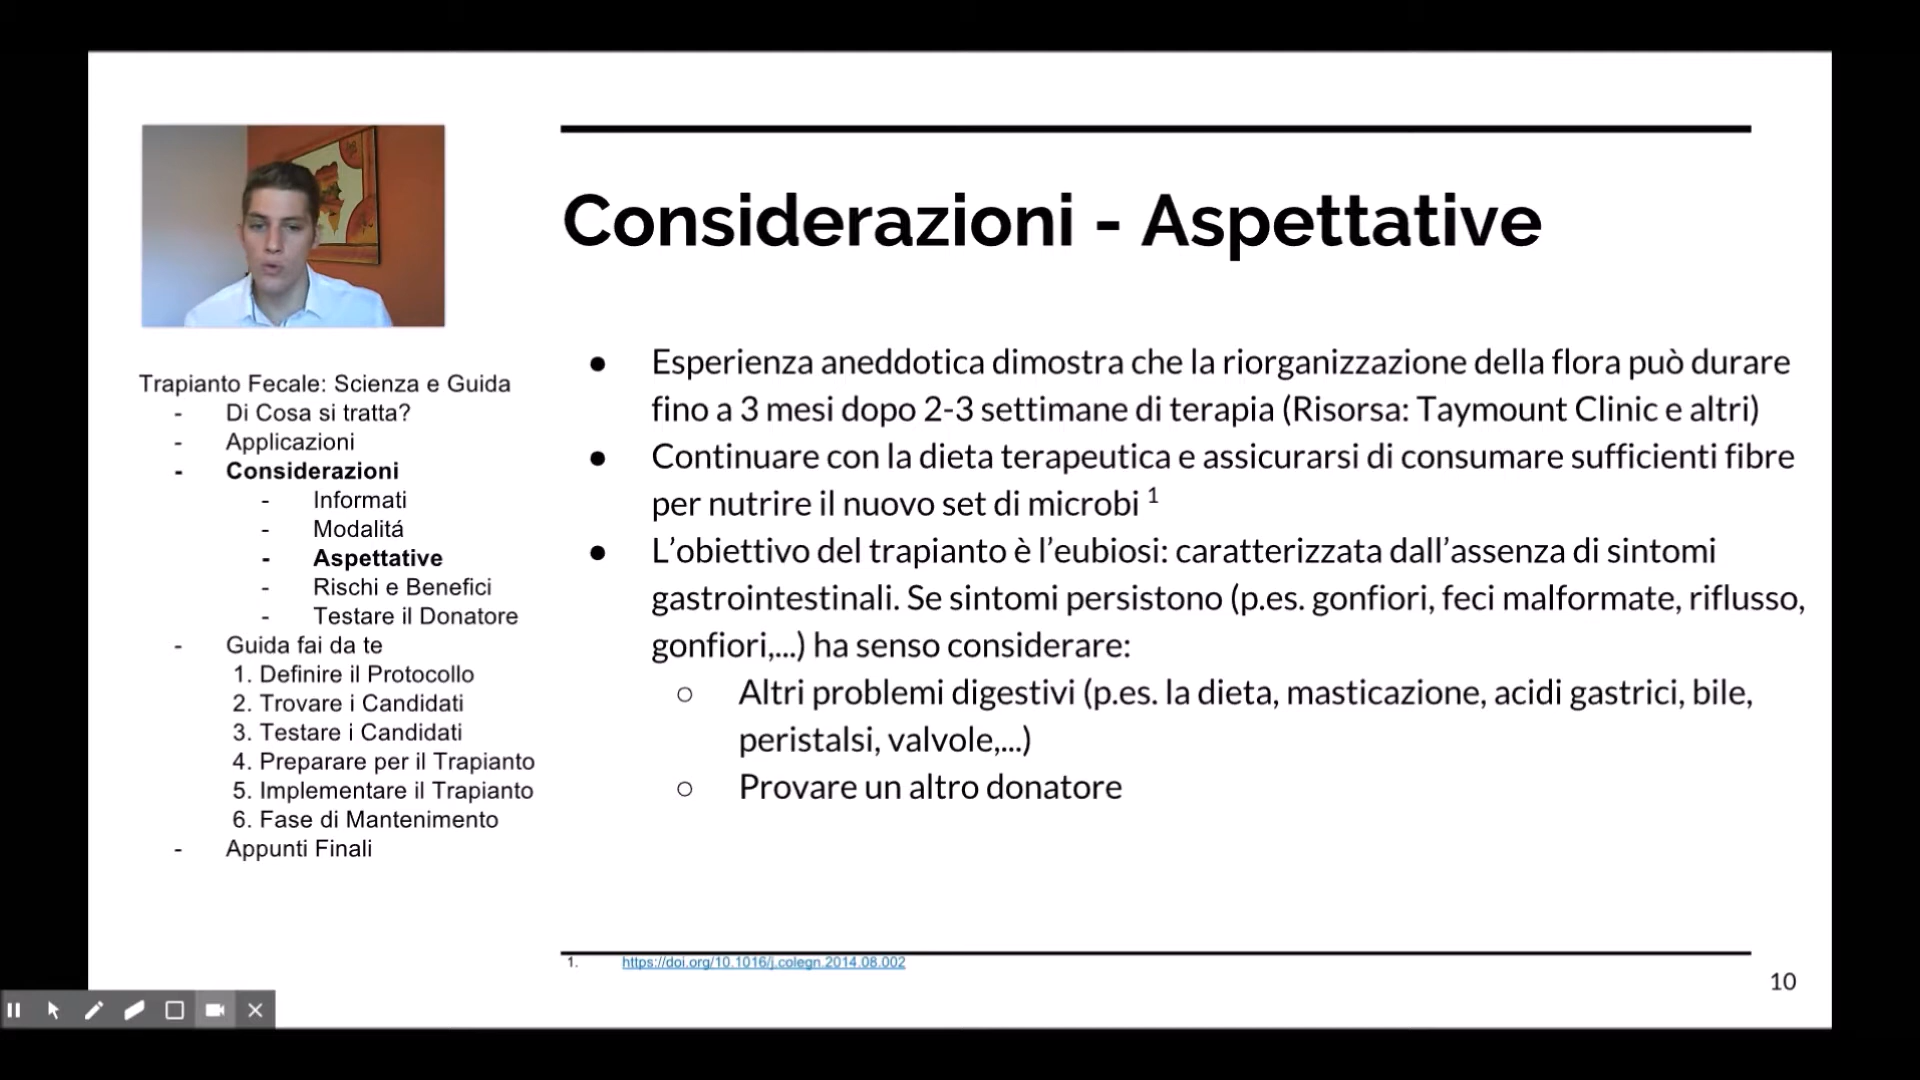 Considerazioni - Aspettative
Trapianto Fecale: Scienza e Guida
- Di Cosa si tratta?
- Applicazioni
- Considerazioni
- Informati
- Modalitá
- Aspettative
- Rischi e Benefici
- Testare il Donatore
- Guida fai da te
1. Definire il Protocollo
2. Trovare i Candidati
3. Testare i Candidati
4. Preparare per il Trapianto
5. Implementare il Trapianto
6. Fase di Mantenimento
- Appunti Finali
● Esperienza aneddotica dimostra che la riorganizzazione della flora può durare
fino a 3 mesi dopo 2-3 settimane di terapia (Risorsa: Taymount Clinic e altri)
● Continuare con la dieta terapeutica e assicurarsi di consumare sufficienti fibre
per nutrire il nuovo set di microbi ¹
● L’obiettivo del trapianto è l’eubiosi: caratterizzata dall’assenza di sintomi
gastrointestinali. Se sintomi persistono (p.es. gonfiori, feci malformate, riflusso,
gonfiori,...) ha senso considerare:
○ Altri problemi digestivi (p.es. la dieta, masticazione, acidi gastrici, bile,
peristalsi, valvole,...)
○ Provare un altro donatore
1. https://doi.org/10.1016/j.colegn.2014.08.002
10